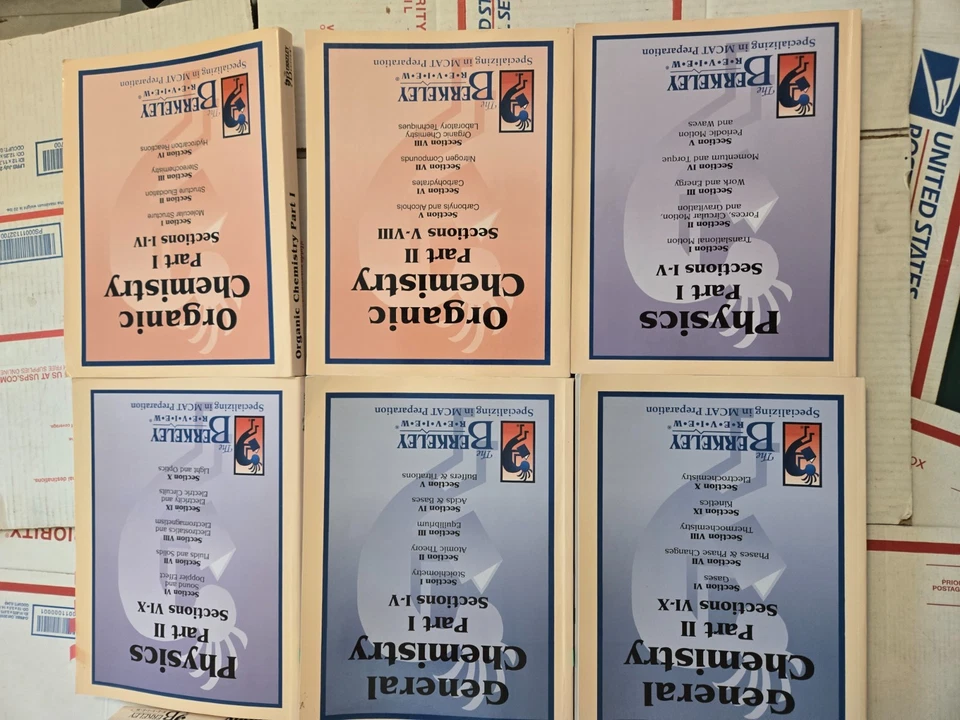 Organic
Chemistry
Part I
Sections I-IV
Section I
Molecular Structure
Section II
Structure Elucidation
Section III
Stereochemistry
Section IV
Hydrocarbon Reactions
The
BERKELEY
R•E•V•I•E•W®
Specializing in MCAT Preparation
Organic Chemistry Part I
Organic
Chemistry
Part II
Sections V-VIII
Section V
Carbonyls and Alcohols
Section VI
Carbohydrates
Section VII
Nitrogen Compounds
Section VIII
Organic Chemistry
Laboratory Techniques
The
BERKELEY
R•E•V•I•E•W®
Specializing in MCAT Preparation
Physics
Part I
Sections I-V
Section I
Translational Motion
Section II
Forces, Circular Motion,
and Gravitation
Section III
Work and Energy
Section IV
Momentum and Torque
Section V
Periodic Motion
and Waves
The
BERKELEY
R•E•V•I•E•W®
Specializing in MCAT Preparation
Physics
Part II
Sections VI-X
Section VI
Sound and
Doppler Effect
Section VII
Fluids and Solids
Section VIII
Electrostatics and
Electromagnetism
Section IX
Electricity and
Electric Circuits
Section X
Light and Optics
The
BERKELEY
R•E•V•I•E•W®
Specializing in MCAT Preparation
General
Chemistry
Part I
Sections I-V
Section I
Stoichiometry
Section II
Atomic Theory
Section III
Equilibrium
Section IV
Acids & Bases
Section V
Buffers & Titrations
The
BERKELEY
R•E•V•I•E•W®
Specializing in MCAT Preparation
General
Chemistry
Part II
Sections VI-X
Section VI
Gases
Section VII
Phases & Phase Changes
Section VIII
Thermochemistry
Section IX
Kinetics
Section X
Electrochemistry
The
BERKELEY
R•E•V•I•E•W®
Specializing in MCAT Preparation
UNITED STATES
US AT USPS.COM